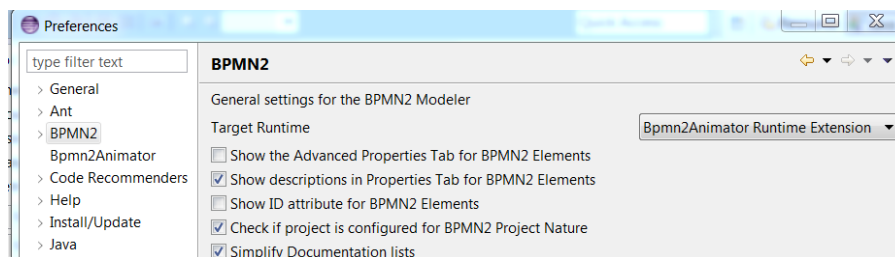 Preferences
type filter text
General
Ant
BPMN2
Bpmn2Animator
Code Recommenders
Help
Install/Update
Java
BPMN2
General settings for the BPMN2 Modeler
Target Runtime
Bpmn2Animator Runtime Extension
Show the Advanced Properties Tab for BPMN2 Elements
Show descriptions in Properties Tab for BPMN2 Elements
Show ID attribute for BPMN2 Elements
Check if project is configured for BPMN2 Project Nature
Simplify Documentation lists